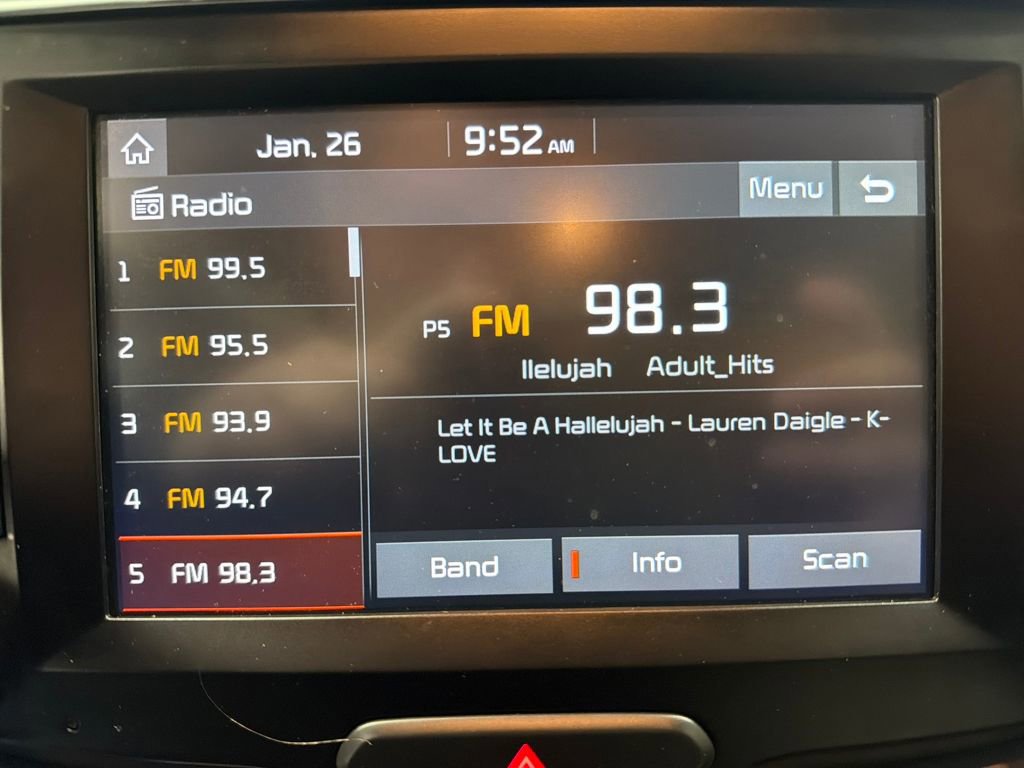 Jan. 26 9:52 AM
Radio Menu
1 FM 99.5
2 FM 95.5
3 FM 93.9
4 FM 94.7
5 FM 98.3
P5 FM 98.3
llelujah Adult_Hits
Let It Be A Hallelujah - Lauren Daigle - K-
LOVE
Band Info Scan